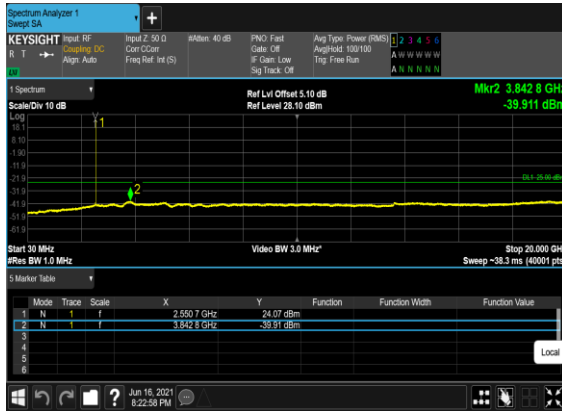 Spectrum Analyzer 1
Swept SA
KEYSIGHT
R T
LXI
Input: RF
Coupling: DC
Align: Auto
Input Z: 50 Ω
Corr CCorr
Freq Ref: Int (S)
#Atten: 40 dB
PNO: Fast
Gate: Off
IF Gain: Low
Sig Track: Off
Avg Type: Power (RMS)
Avg|Hold: 100/100
Trig: Free Run
1 2 3 4 5 6
A W W W W W
A N N N N N
1 Spectrum
Scale/Div 10 dB
Ref Lvl Offset 5.10 dB
Ref Level 28.10 dBm
Mkr2 3.842 8 GHz
-39.911 dBm
Log
18.1
8.10
-1.90
-11.9
-21.9
-31.9
-41.9
-51.9
-61.9
1
2
DL1 -25.00 dBm
Start 30 MHz
#Res BW 1.0 MHz
Video BW 3.0 MHz*
Stop 20.000 GH
Sweep ~38.3 ms (40001 pts
5 Marker Table
Mode Trace Scale X Y Function Function Width Function Value
1 N 1 f 2.550 7 GHz 24.07 dBm
2 N 1 f 3.842 8 GHz -39.91 dBm
3
4
5
6
Local
?
Jun 16, 2021
8:22:58 PM